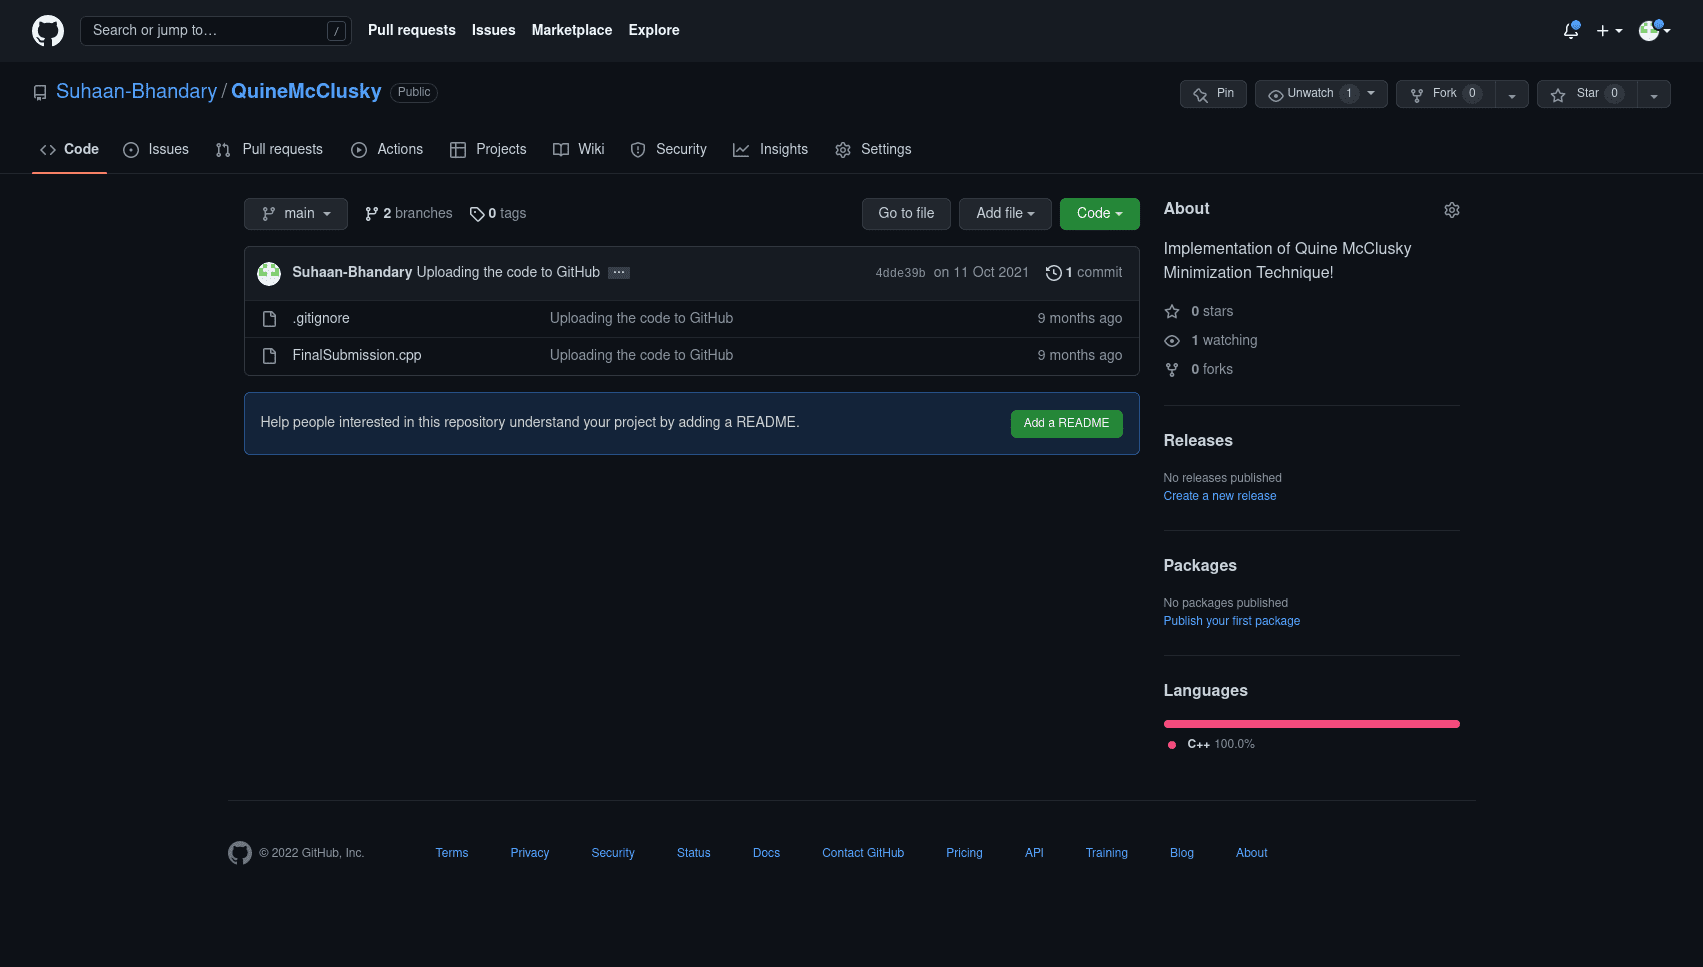 Search or jump to… /
Pull requests Issues Marketplace Explore
Suhaan-Bhandary / QuineMcClusky Public
Pin
Unwatch 1
Fork 0
Star 0
Code Issues Pull requests Actions Projects Wiki Security Insights Settings
main 2 branches 0 tags
Go to file Add file Code
Suhaan-Bhandary Uploading the code to GitHub ... 4dde39b on 11 Oct 2021 1 commit
.gitignore Uploading the code to GitHub 9 months ago
FinalSubmission.cpp Uploading the code to GitHub 9 months ago
Help people interested in this repository understand your project by adding a README. Add a README
About
Implementation of Quine McClusky
Minimization Technique!
0 stars
1 watching
0 forks
Releases
No releases published
Create a new release
Packages
No packages published
Publish your first package
Languages
C++ 100.0%
© 2022 GitHub, Inc. Terms Privacy Security Status Docs Contact GitHub Pricing API Training Blog About